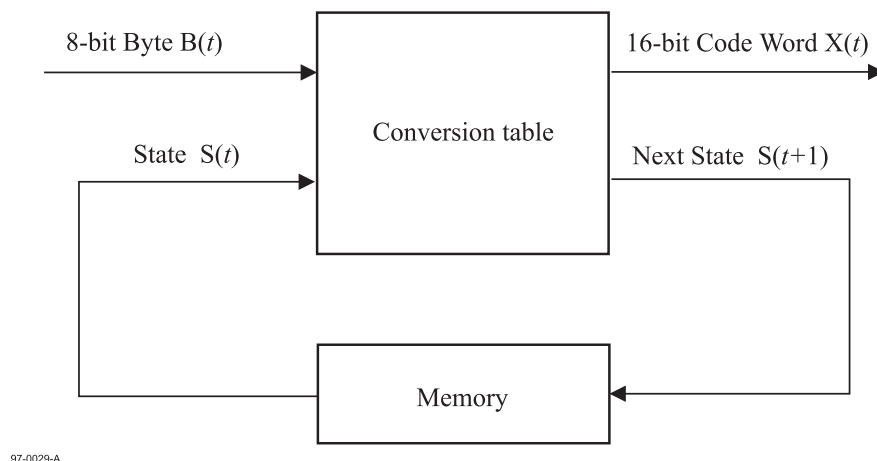 8-bit Byte B(t)
16-bit Code Word X(t)
Conversion table
State S(t)
Next State S(t+1)
Memory
97-0029-A